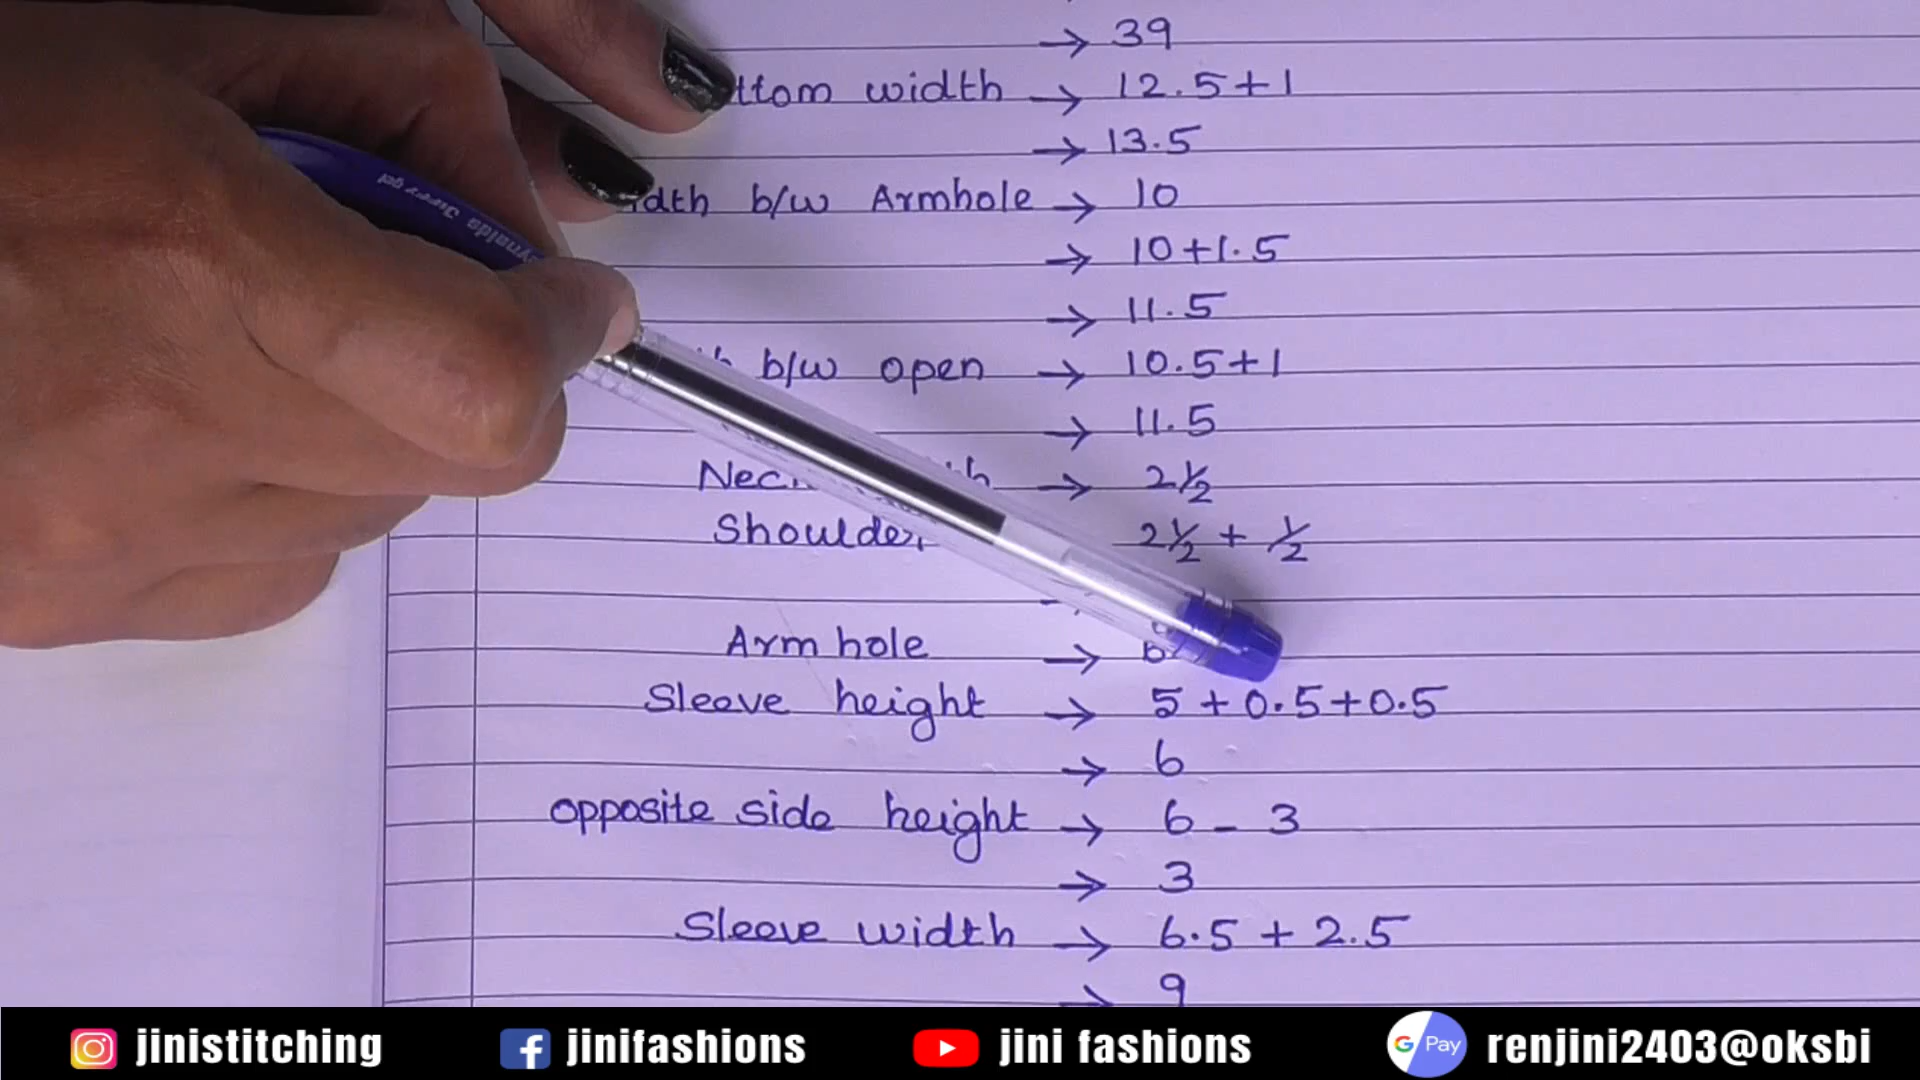 → 39
width → 12.5+1
→ 13.5
b/w Armhole → 10
→ 10+1.5
→ 11.5
b/w open → 10.5+1
→ 11.5
→ 2½
Shoulder 2½ + ½
Arm hole →
Sleeve height → 5+0.5+0.5
→ 6
opposite side height → 6 - 3
→ 3
Sleeve width → 6.5 + 2.5
→ 9
jinistitching jinifashions jini fashions G Pay renjini2403@oksbi